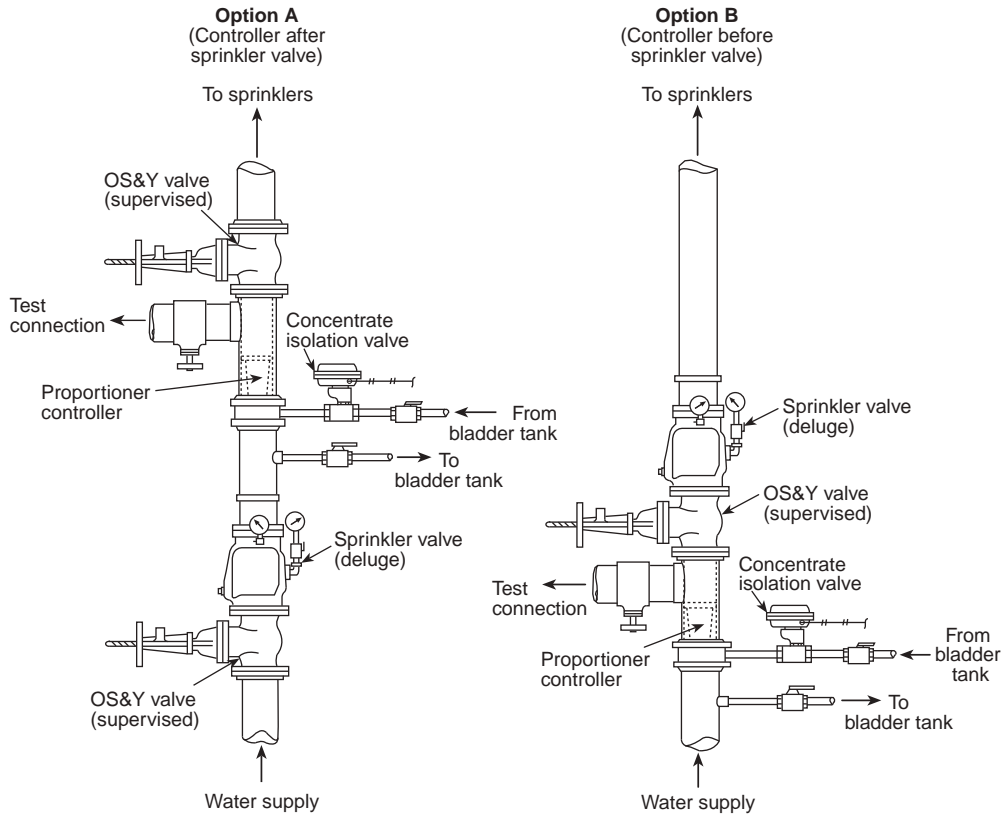 Option A
(Controller after
sprinkler valve)
To sprinklers
OS&Y valve
(supervised)
Test
connection
Concentrate
isolation valve
Proportioner
controller
From
bladder tank
To
bladder tank
Sprinkler valve
(deluge)
OS&Y valve
(supervised)
Water supply
Option B
(Controller before
sprinkler valve)
To sprinklers
Sprinkler valve
(deluge)
OS&Y valve
(supervised)
Test
connection
Concentrate
isolation valve
Proportioner
controller
From
bladder
tank
To
bladder tank
Water supply